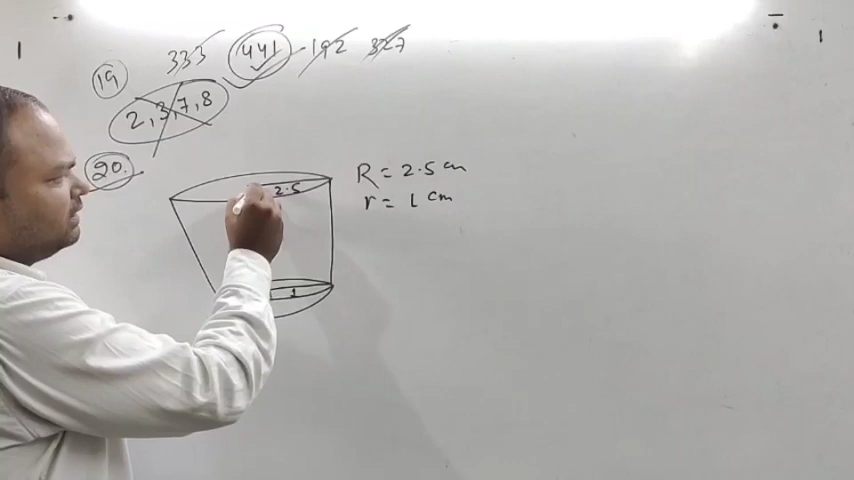 19 333 441 192 327
2, 3, 7, 8
20.
2.5
R = 2.5 cm
r = 1 cm
1